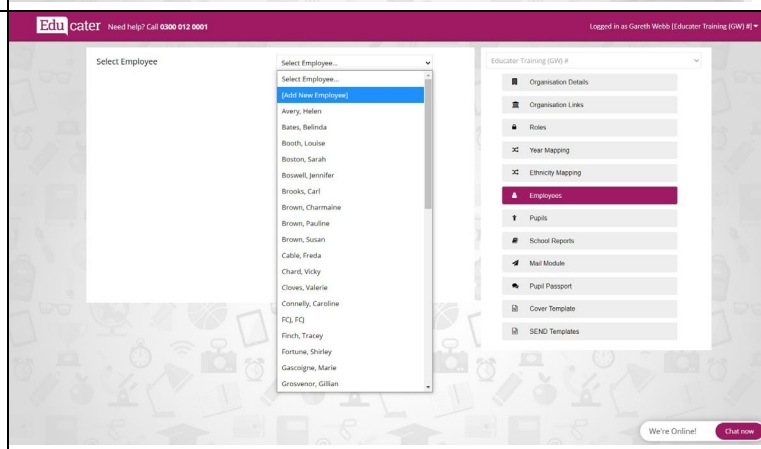 Edu cater Need help? Call 0300 012 0001
Logged in as Gareth Webb [Educater Training (GW) #]
Select Employee
Select Employee...
Select Employee...
[Add New Employee]
Avery, Helen
Bates, Belinda
Booth, Louise
Boston, Sarah
Boswell, Jennifer
Brooks, Carl
Brown, Charmaine
Brown, Pauline
Brown, Susan
Cable, Freda
Chard, Vicky
Cloves, Valerie
Connelly, Caroline
FCJ, FCJ
Finch, Tracey
Fortune, Shirley
Gascoigne, Marie
Grosvenor, Gillian
Educater Training (GW) #
Organisation Details
Organisation Links
Roles
Year Mapping
Ethnicity Mapping
Employees
Pupils
School Reports
Mail Module
Pupil Passport
Cover Template
SEND Templates
We're Online!
Chat now